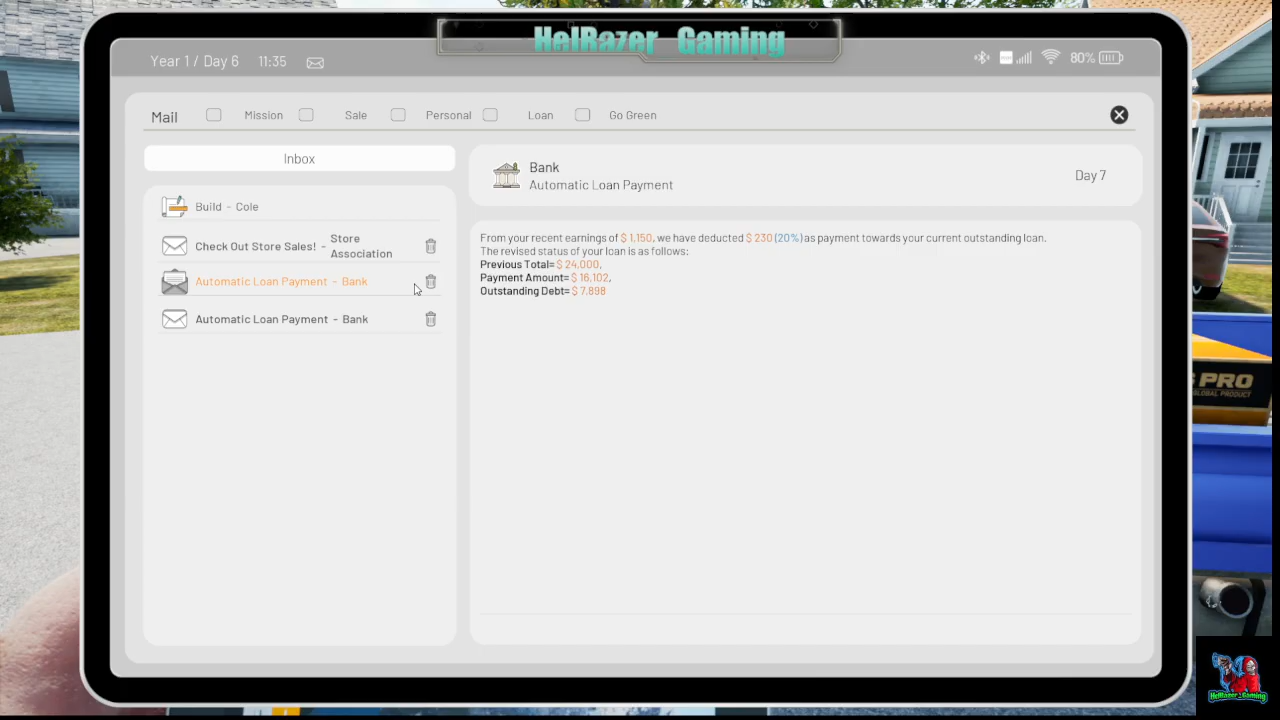 HelRazer Gaming
Year 1 / Day 6 11:35
80%
Mail Mission Sale Personal Loan Go Green
Inbox
Build - Cole
Check Out Store Sales! - Store Association
Automatic Loan Payment - Bank
Automatic Loan Payment - Bank
Bank
Automatic Loan Payment
Day 7
From your recent earnings of $ 1,150, we have deducted $ 230 (20%) as payment towards your current outstanding loan.
The revised status of your loan is as follows:
Previous Total= $ 24,000,
Payment Amount= $ 16,102,
Outstanding Debt= $ 7,898
PRO
GLOBAL PRODUCT
HelRazer_Gaming